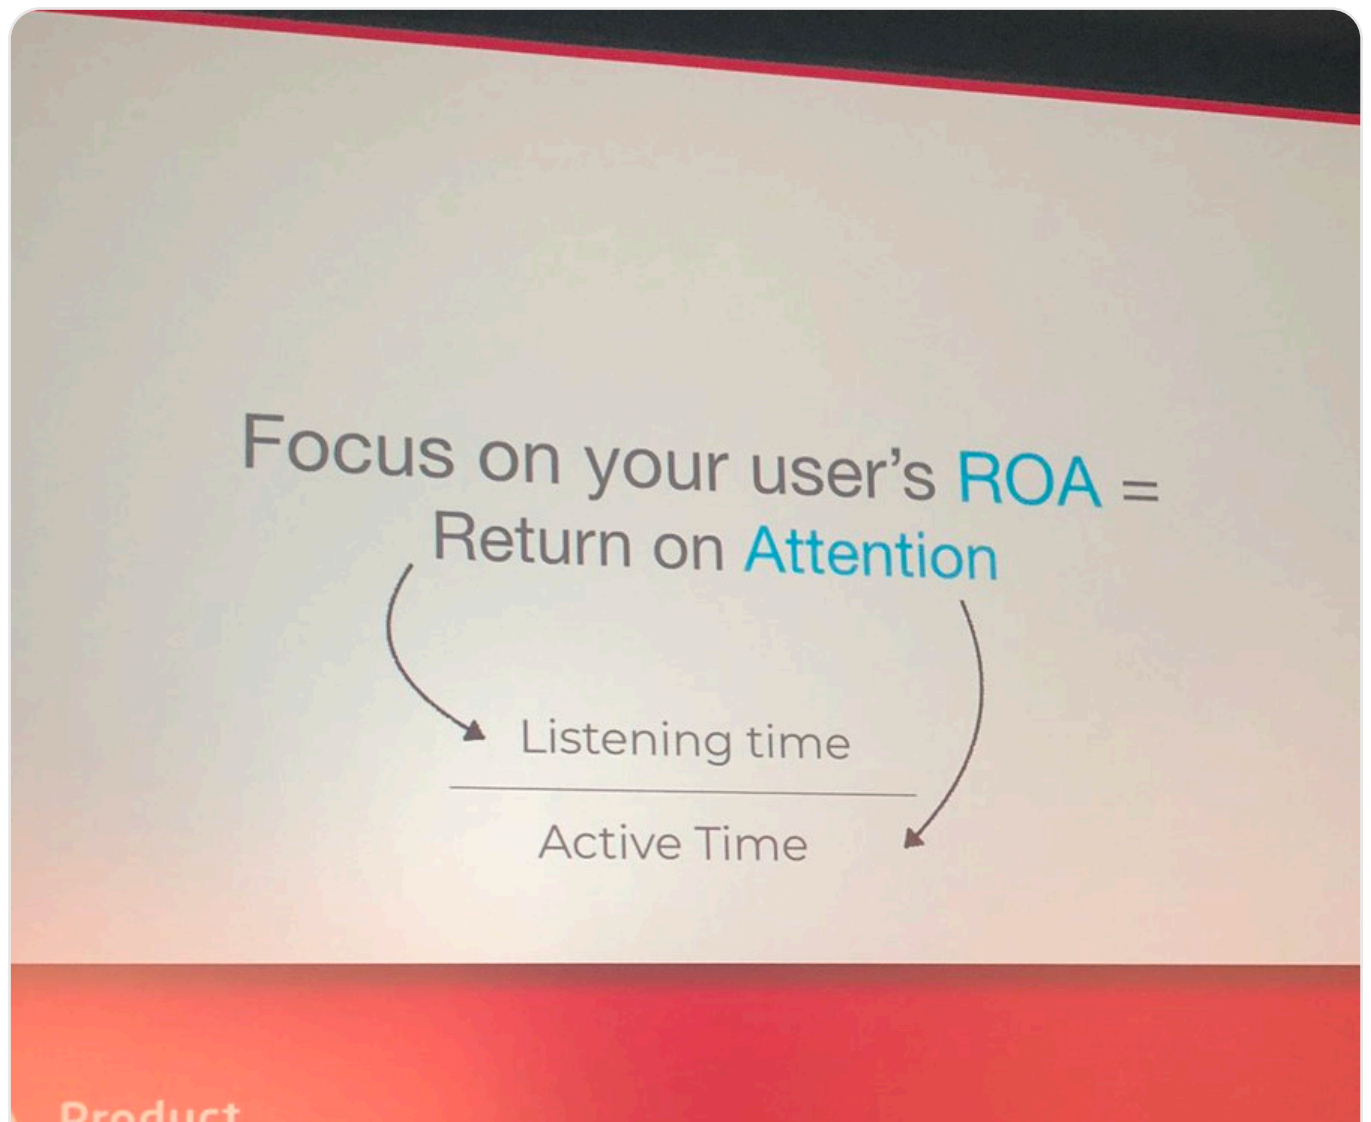 Focus on your user's ROA =
Return on Attention
Listening time
Active Time
Product